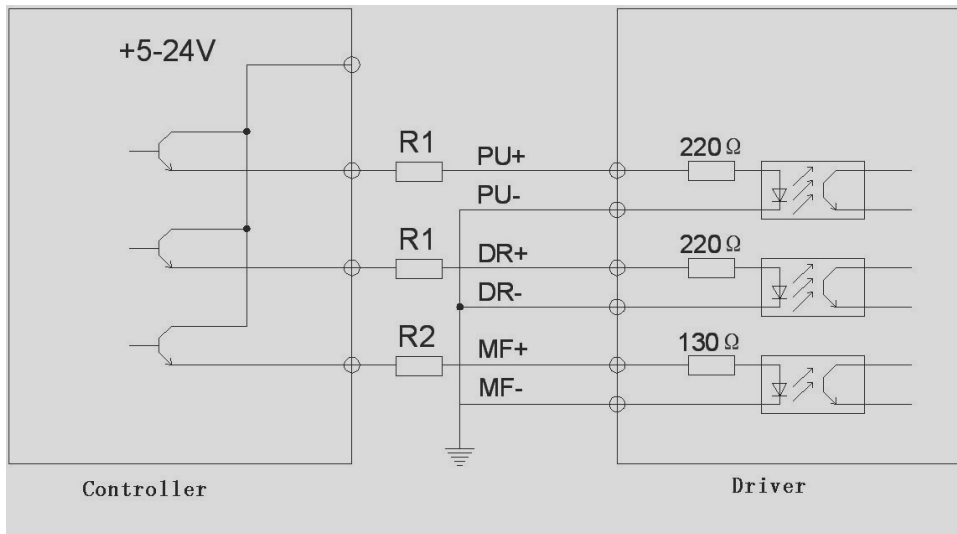 +5-24V
R1
PU+
220Ω
PU-
R1
DR+
220Ω
DR-
R2
MF+
130Ω
MF-
Controller
Driver